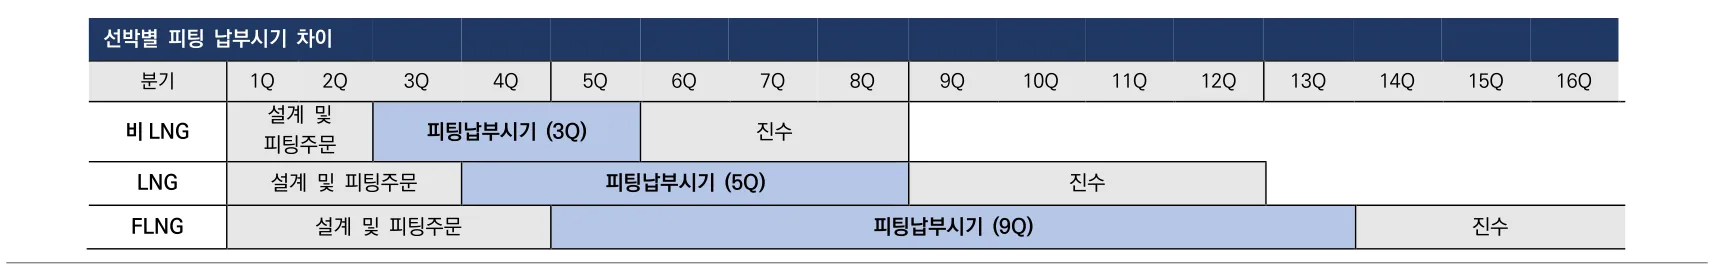 선박별 피팅 납부시기 차이
분기 1Q 2Q 3Q 4Q 5Q 6Q 7Q 8Q 9Q 10Q 11Q 12Q 13Q 14Q 15Q 16Q
비 LNG 설계 및
피팅주문 피팅납부시기 (3Q) 진수
LNG 설계 및 피팅주문 피팅납부시기 (5Q) 진수
FLNG 설계 및 피팅주문 피팅납부시기 (9Q) 진수